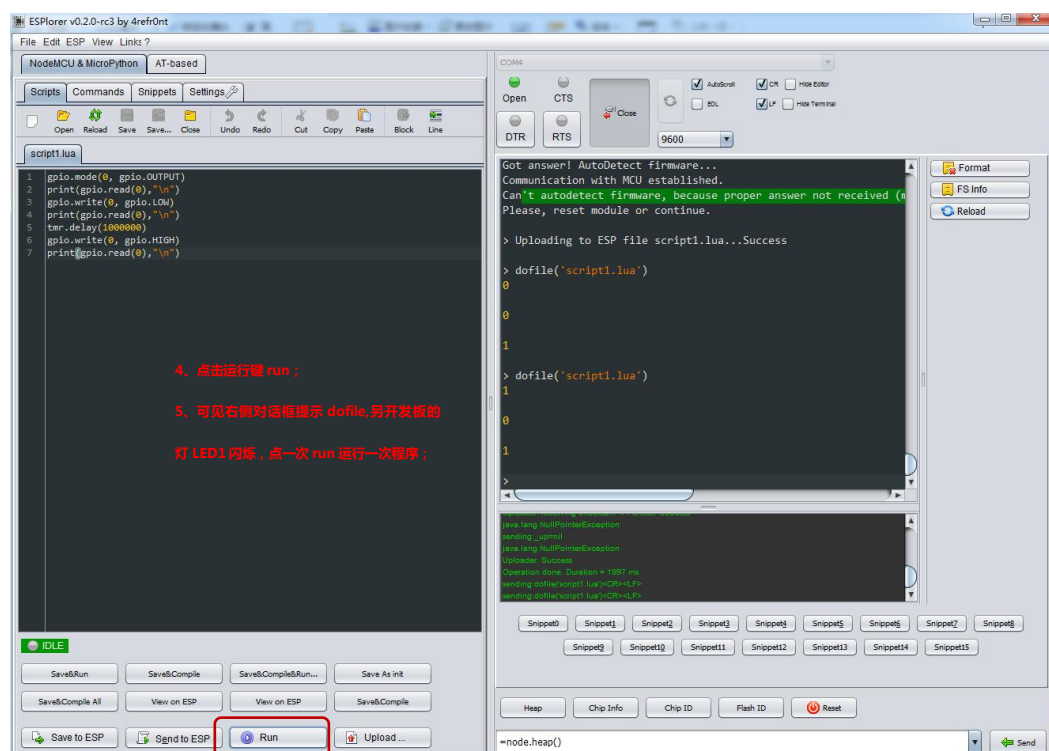 ESPlorer v0.2.0-rc3 by 4refr0nt
File Edit ESP View Links ?
NodeMCU & MicroPython AT-based
Scripts Commands Snippets Settings
Open Reload Save Save... Close Undo Redo Cut Copy Paste Block Line
script1.lua
1 gpio.mode(0, gpio.OUTPUT)
2 print(gpio.read(0),"\n")
3 gpio.write(0, gpio.LOW)
4 print(gpio.read(0),"\n")
5 tmr.delay(1000000)
6 gpio.write(0, gpio.HIGH)
7 print(gpio.read(0),"\n")
4、点击运行键 run；
5、可见右侧对话框提示 dofile,另开发板的
灯 LED1 闪烁，点一次 run 运行一次程序；
IDLE
Save&Run Save&Compile Save&Compile&Run... Save As init
Save&Compile All View on ESP View on ESP Save&Compile
Save to ESP Send to ESP Run Upload ...
COM4
Open CTS Close AutoScroll CR Hide Editor
EOL LF Hide Terminal
DTR RTS 9600
Got answer! AutoDetect firmware...
Communication with MCU established.
Can't autodetect firmware, because proper answer not received (
Please, reset module or continue.
> Uploading to ESP file script1.lua...Success
> dofile('script1.lua')
0
0
1
> dofile('script1.lua')
1
0
1
>
Format
FS Info
Reload
java.lang.NullPointerException
sending:_up=nil
java.lang.NullPointerException
Uploader: Success
Operation done. Duration = 1997 ms
sending:dofile('script1.lua')<CR><LF>
sending:dofile('script1.lua')<CR><LF>
Snippet0 Snippet1 Snippet2 Snippet3 Snippet4 Snippet5 Snippet6 Snippet7 Snippet8
Snippet9 Snippet10 Snippet11 Snippet12 Snippet13 Snippet14 Snippet15
Heap Chip Info Chip ID Flash ID Reset
=node.heap() Send